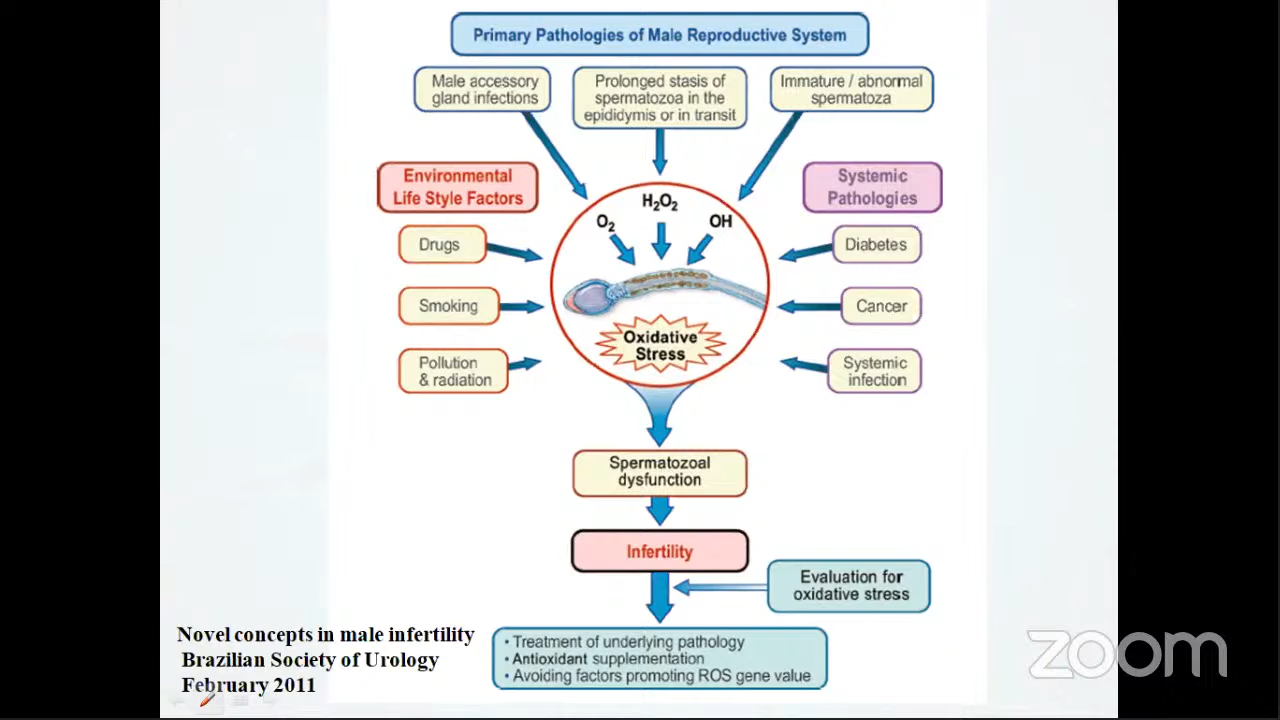 Primary Pathologies of Male Reproductive System
Male accessory
gland infections
Prolonged stasis of
spermatozoa in the
epididymis or in transit
Immature / abnormal
spermatoza
Environmental
Life Style Factors
Systemic
Pathologies
Drugs
Smoking
Pollution
& radiation
O₂
H₂O₂
OH
Oxidative
Stress
Diabetes
Cancer
Systemic
infection
Spermatozoal
dysfunction
Infertility
Evaluation for
oxidative stress
• Treatment of underlying pathology
• Antioxidant supplementation
• Avoiding factors promoting ROS gene value
Novel concepts in male infertility
Brazilian Society of Urology
February 2011
zoom